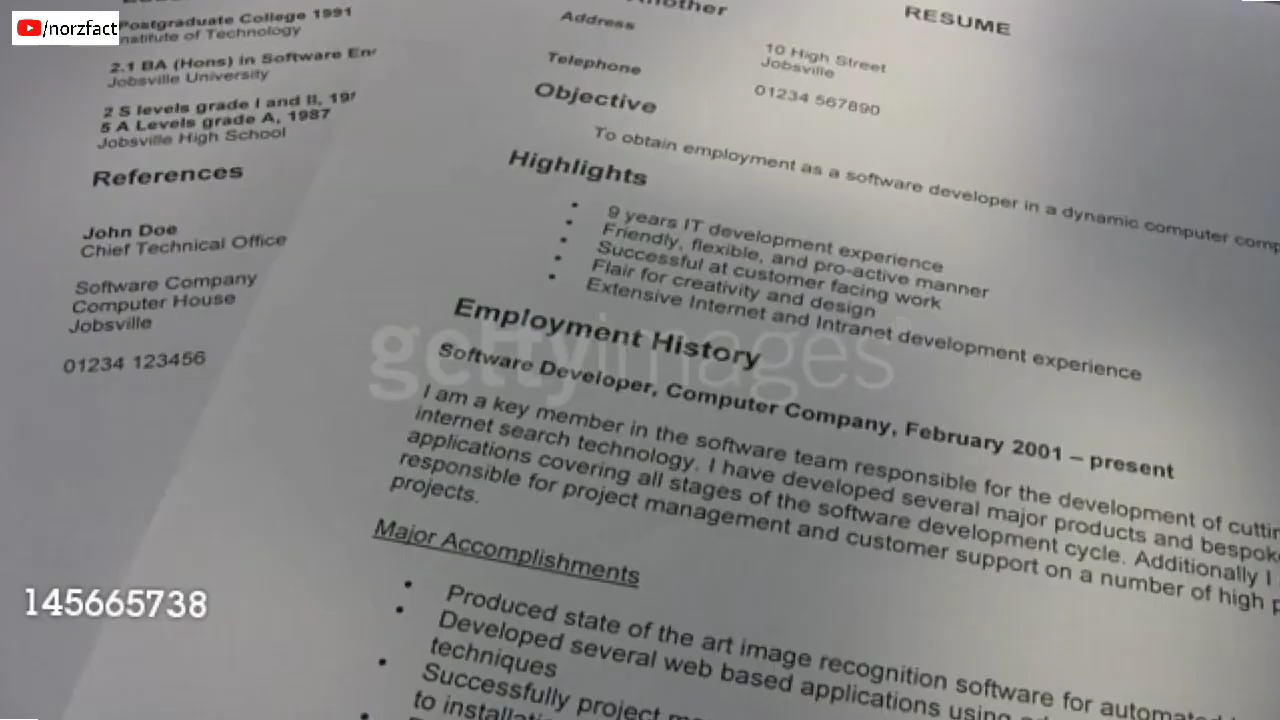 /norzfact
Postgraduate College 1991
Institute of Technology
2.1 BA (Hons) in Software
Jobsville University
2 S levels grade I and II,
5 A Levels grade A, 1987
Jobsville High School
References
John Doe
Chief Technical Office
Software Company
Computer House
Jobsville
01234 123456
RESUME
Address
10 High Street
Jobsville
Telephone
01234 567890
Objective
To obtain employment as a software developer in a dynamic computer
Highlights
• 9 years IT development experience
• Friendly, flexible, and pro-active manner
• Successful at customer facing work
• Flair for creativity and design
• Extensive Internet and Intranet development experience
Employment History
gettyimages
Software Developer, Computer Company, February 2001 – present
I am a key member in the software team responsible for the development of
internet search technology. I have developed several major products and
applications covering all stages of the software development cycle. Additionally I
responsible for project management and customer support on a number of high
projects.
Major Accomplishments
• Produced state of the art image recognition software for
• Developed several web based applications using
techniques
• Successfully project
to
145665738